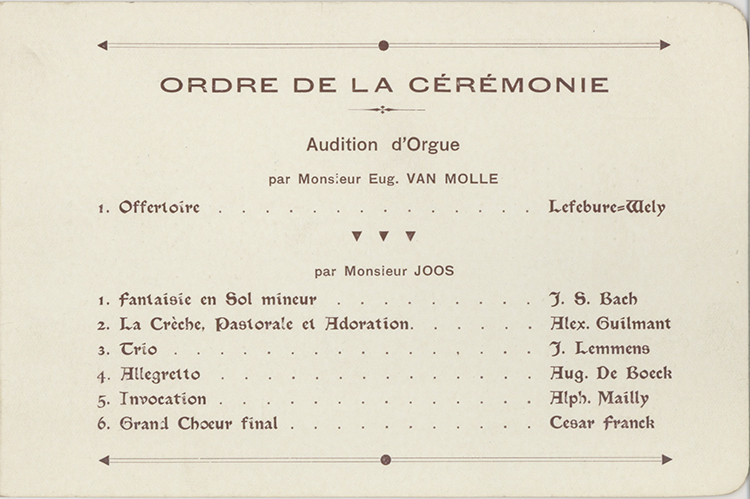 ORDRE DE LA CÉRÉMONIE
Audition d'Orgue
par Monsieur Eug. VAN MOLLE
1. Offertoire . . . . . . . . . . . . . . Lefebure=Wely
par Monsieur JOOS
1. Fantaisie en Sol mineur . . . . . . . . . J. S. Bach
2. La Crèche, Pastorale et Adoration. . . . . . Alex. Guilmant
3. Trio . . . . . . . . . . . . . . . . J. Lemmens
4. Allegretto . . . . . . . . . . . . . . Aug. De Boeck
5. Invocation . . . . . . . . . . . . . . Alph. Mailly
6. Grand Chœur final . . . . . . . . . . . Cesar Franck